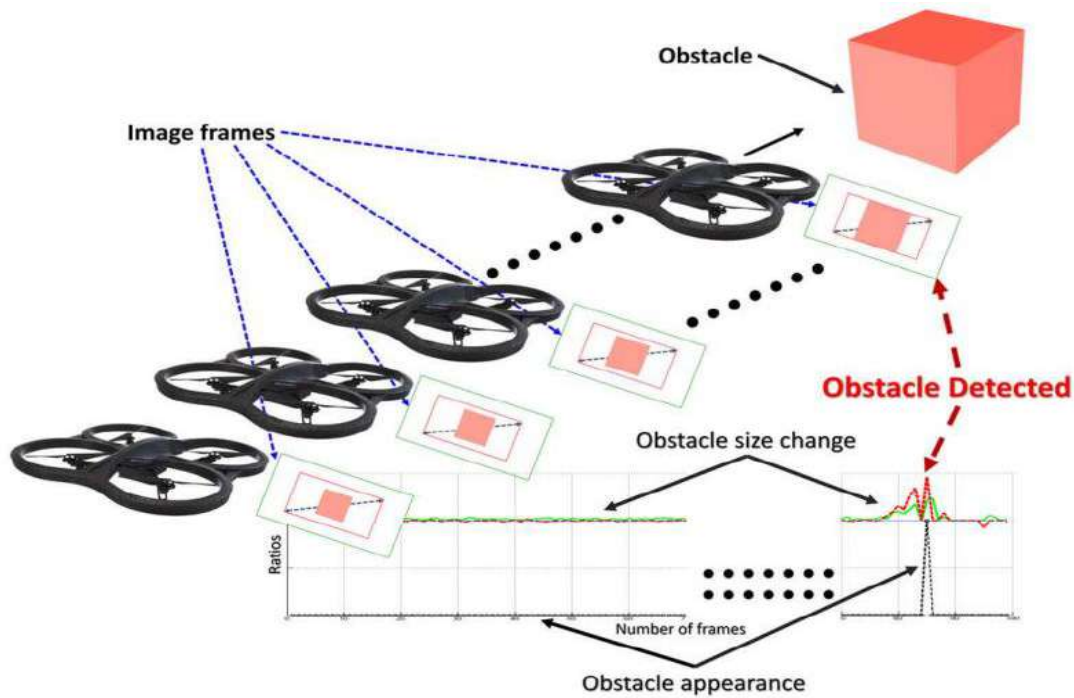 Obstacle
Image frames
Obstacle Detected
Obstacle size change
Ratios
Number of frames
Obstacle appearance